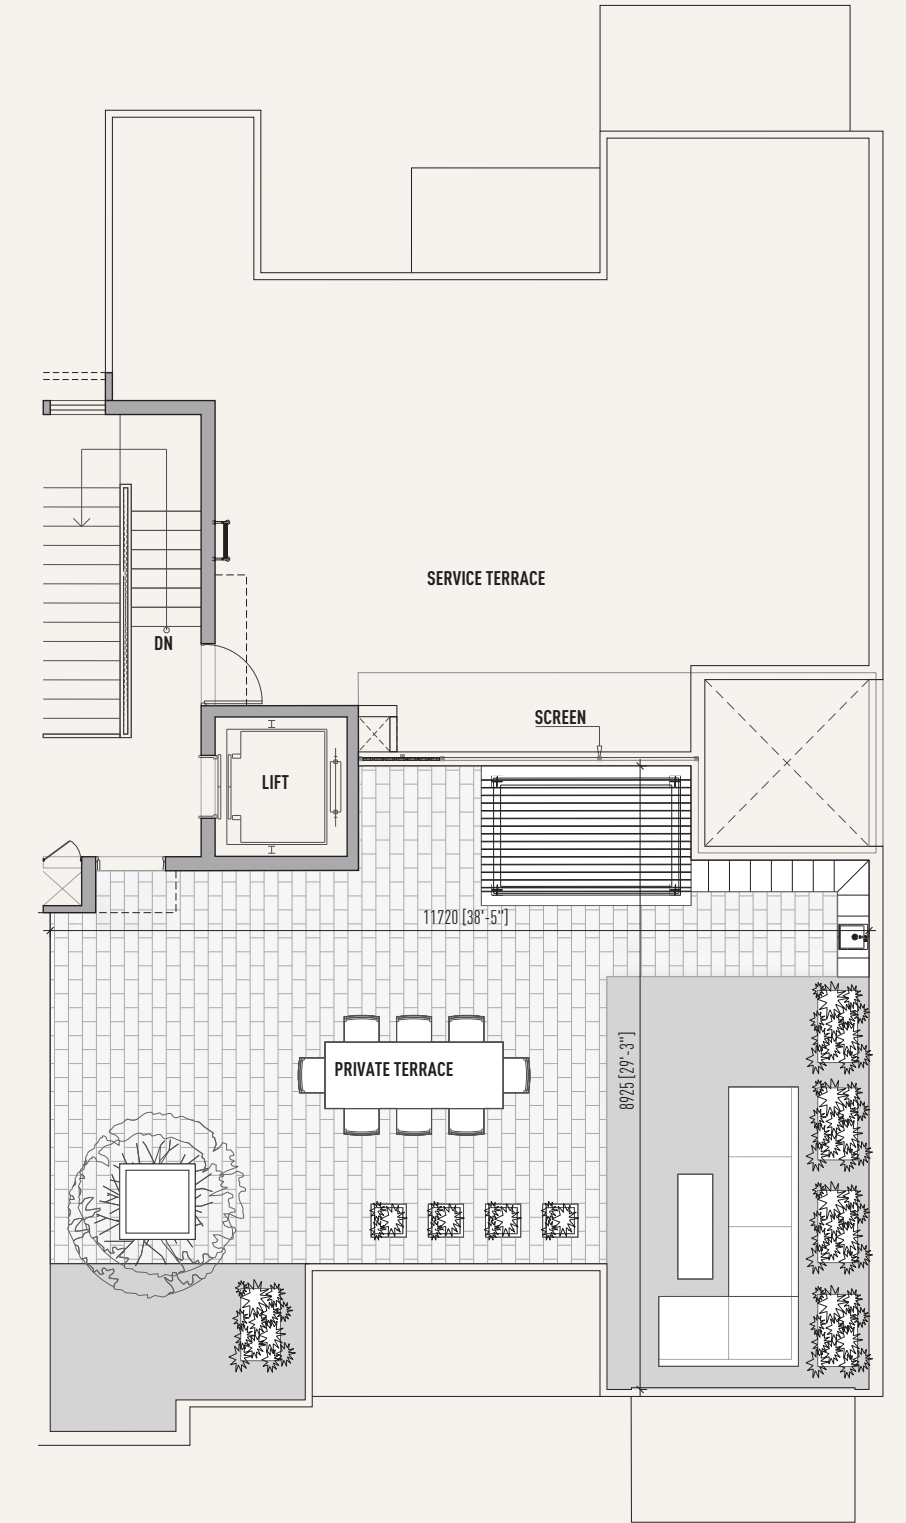 SERVICE TERRACE
DN
SCREEN
LIFT
11720 [38'-5"]
8925 [29'-3"]
PRIVATE TERRACE